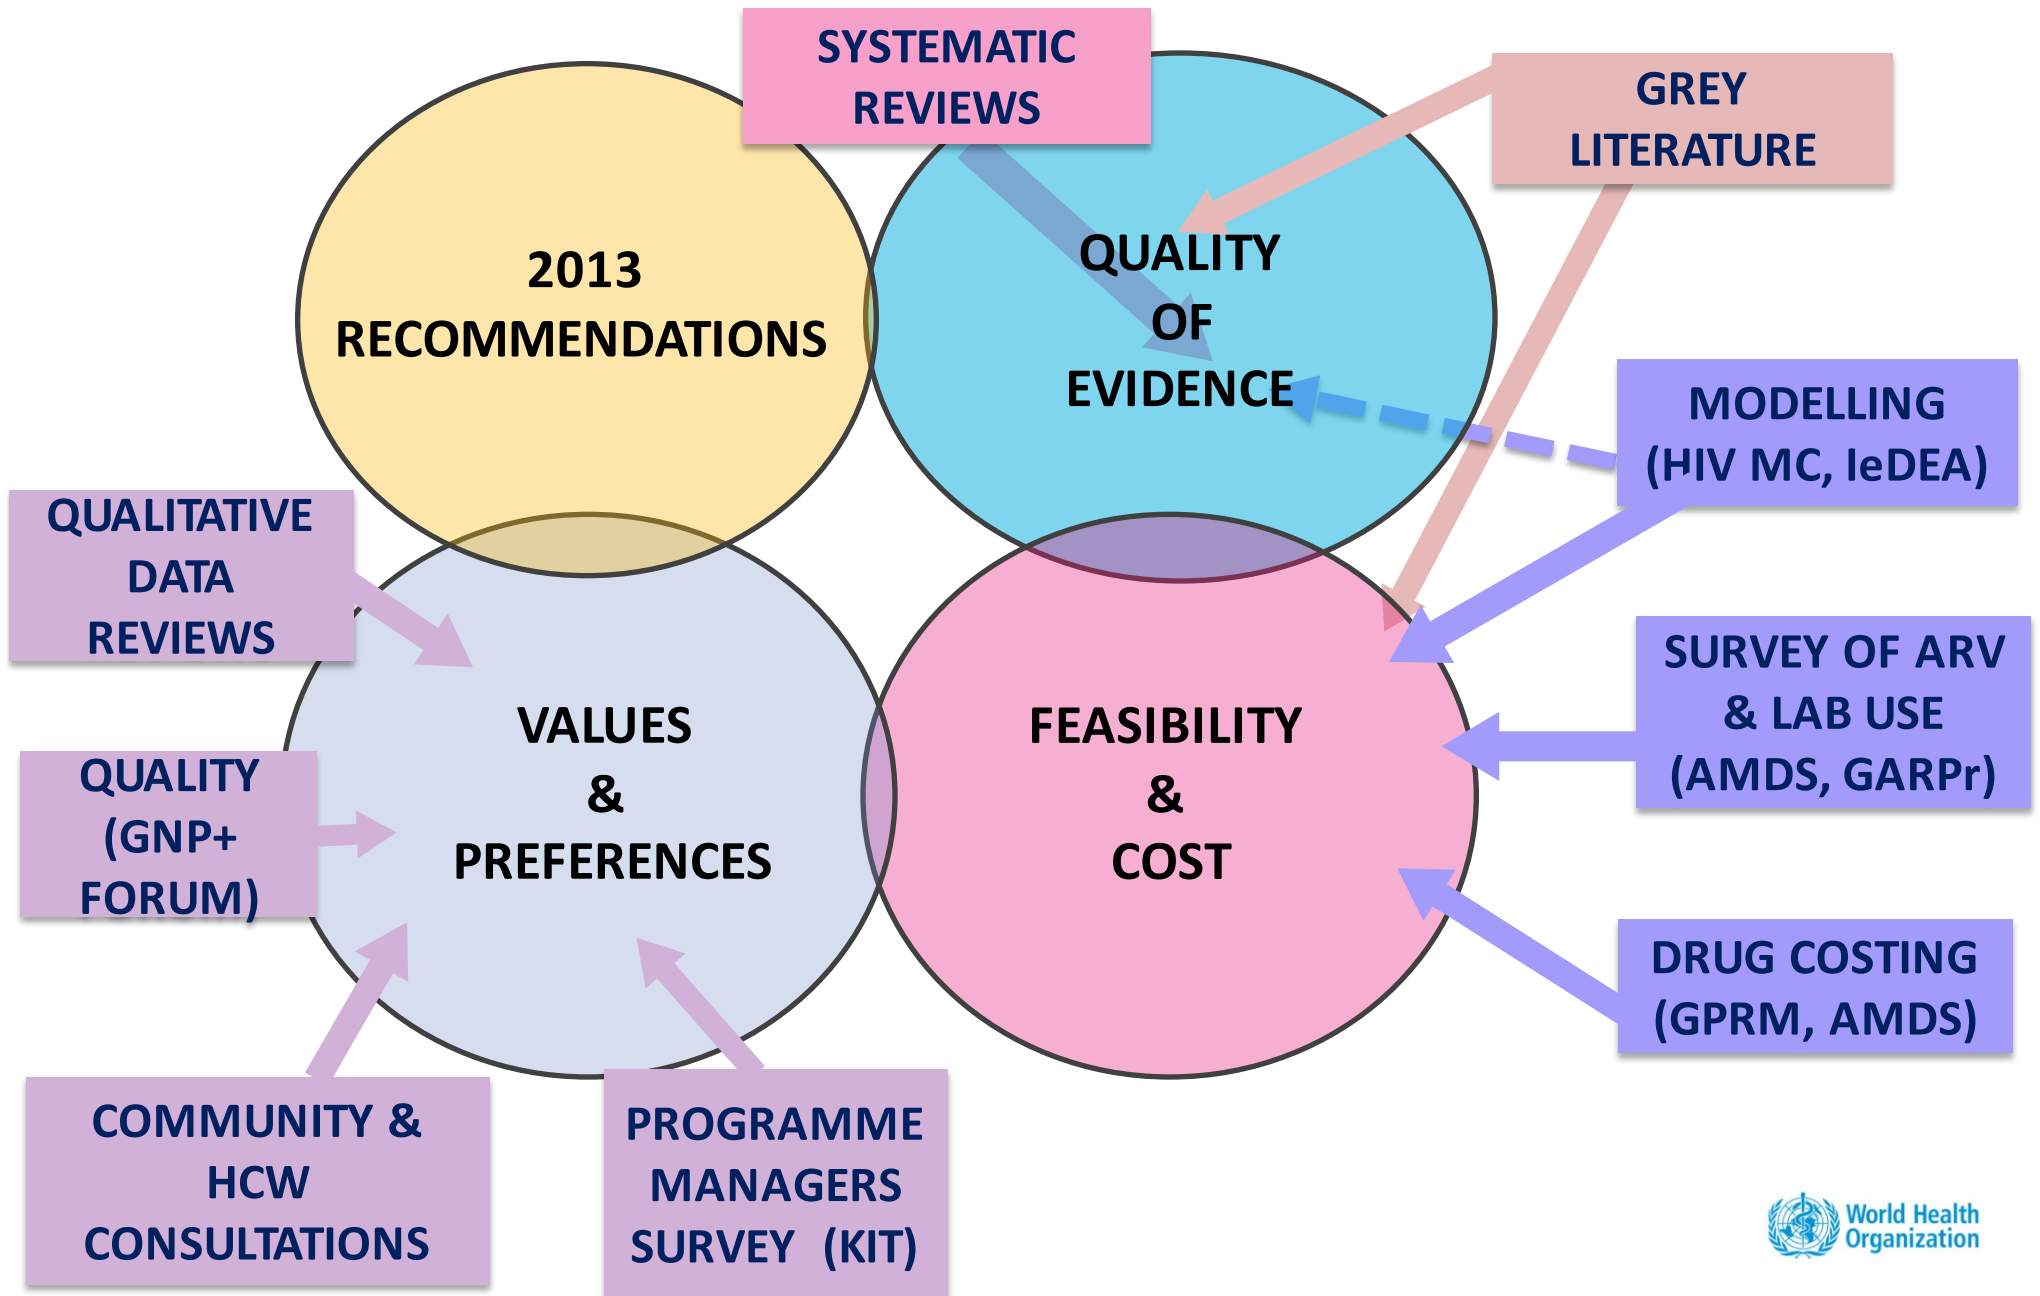 SYSTEMATIC
REVIEWS
GREY
LITERATURE
2013
RECOMMENDATIONS
QUALITY
OF
EVIDENCE
MODELLING
(HIV MC, IeDEA)
QUALITATIVE
DATA
REVIEWS
SURVEY OF ARV
& LAB USE
(AMDS, GARPr)
VALUES
&
PREFERENCES
FEASIBILITY
&
COST
QUALITY
(GNP+
FORUM)
DRUG COSTING
(GPRM, AMDS)
COMMUNITY &
HCW
CONSULTATIONS
PROGRAMME
MANAGERS
SURVEY (KIT)
World Health
Organization